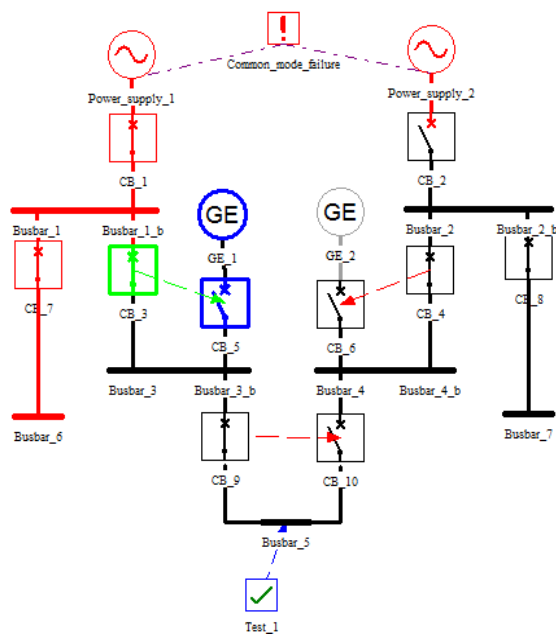 Common_mode_failure
Power_supply_1
Power_supply_2
CB_1
CB_2
Busbar_1
Busbar_1_b
GE
GE
Busbar_2
Busbar_2_b
GE_1
GE_2
CB_7
CB_3
CB_4
CB_8
CB_5
CB_6
Busbar_3
Busbar_3_b
Busbar_4
Busbar_4_b
Busbar_6
Busbar_7
CB_9
CB_10
Busbar_5
Test_1